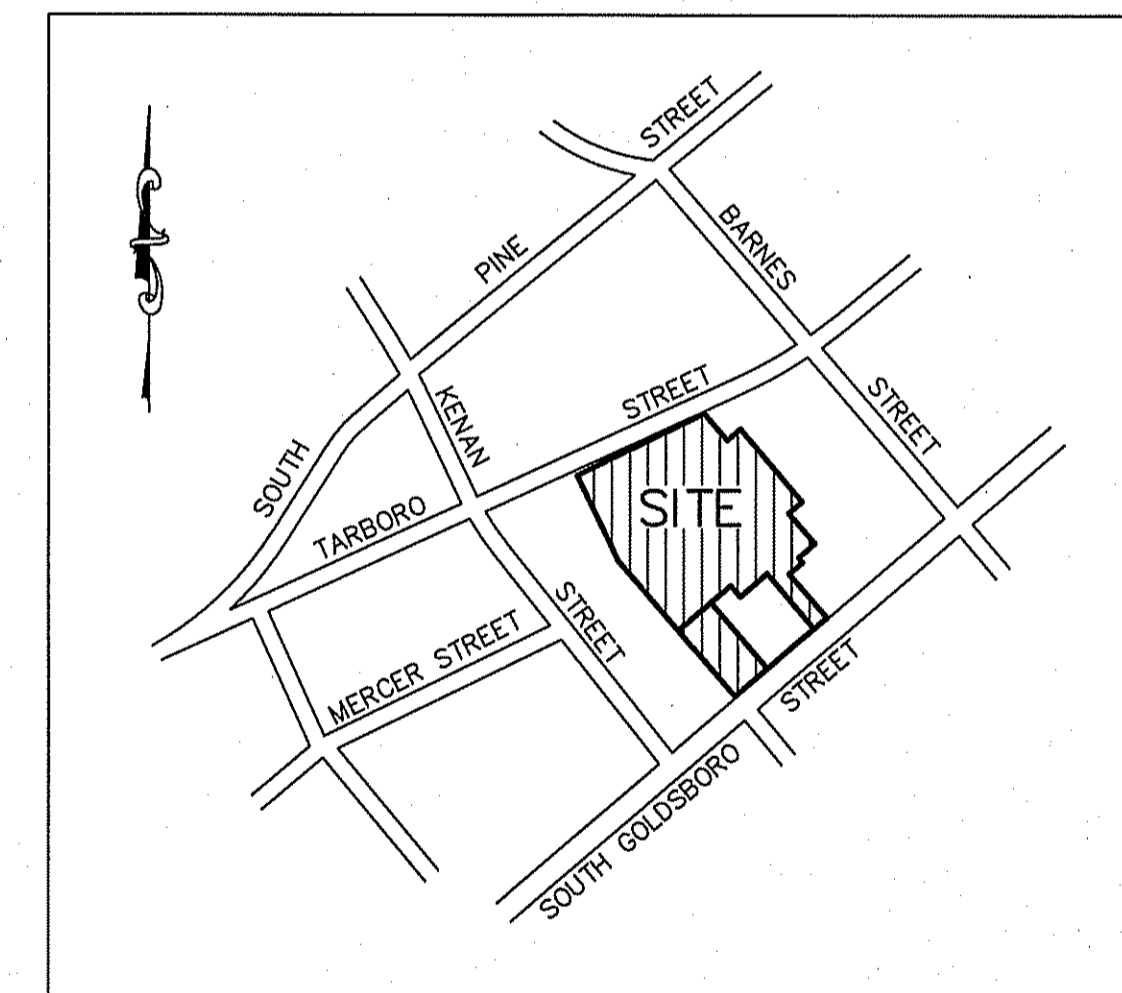 STREET
BARNES
PINE
STREET
KENAN
STREET
SOUTH
SITE
TARBORO
STREET
MERCER STREET
STREET
SOUTH GOLDSBORO